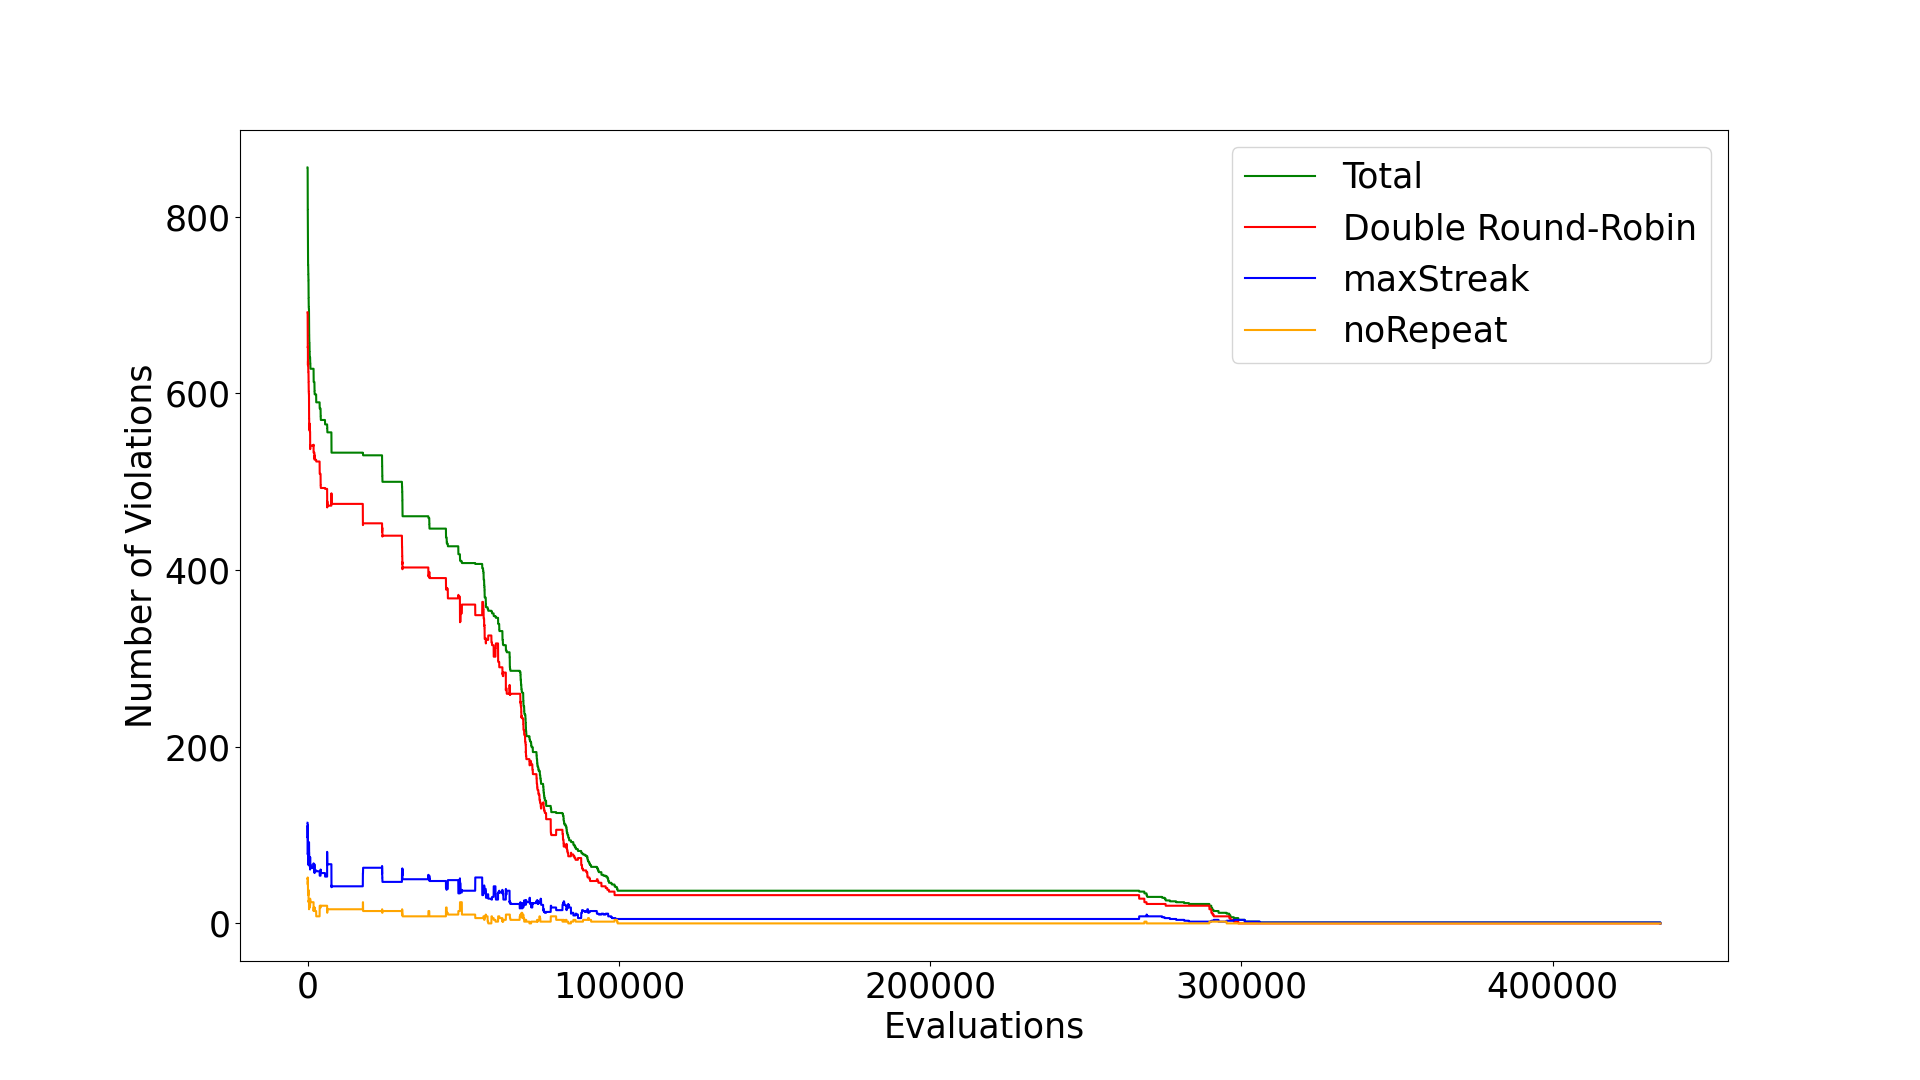 Total
Double Round-Robin
maxStreak
noRepeat
800
600
400
200
0
Number of Violations
0 100000 200000 300000 400000
Evaluations